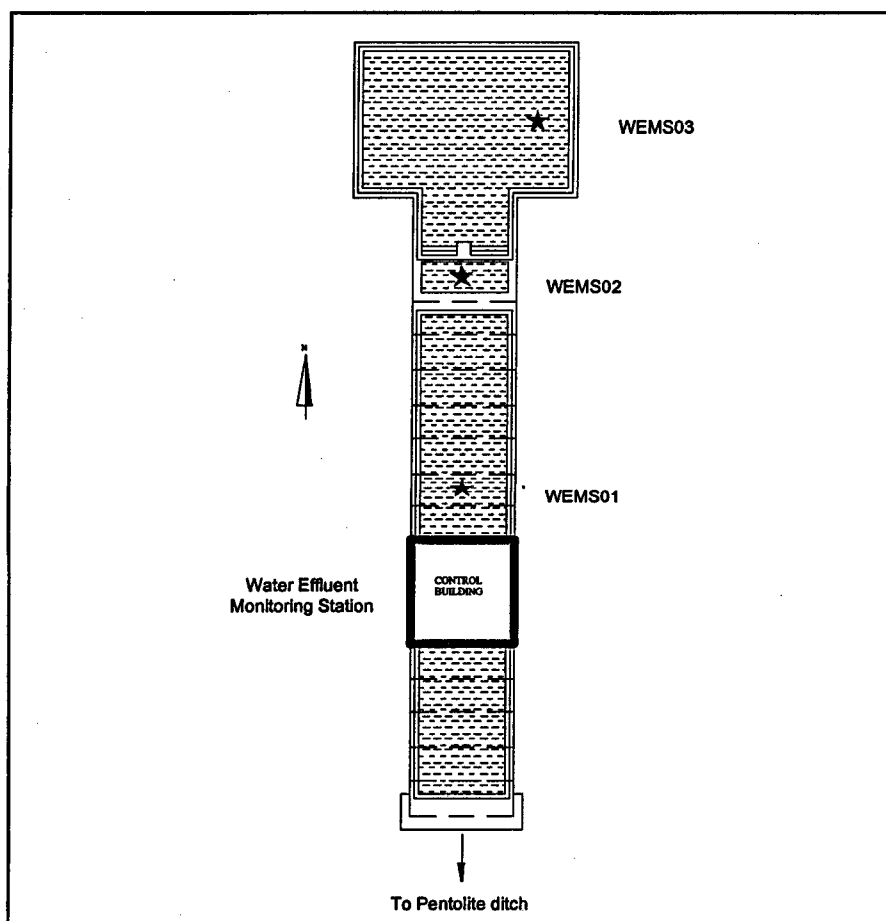 WEMS03
WEMS02
N
WEMS01
CONTROL
BUILDING
Water Effluent
Monitoring Station
To Pentolite ditch